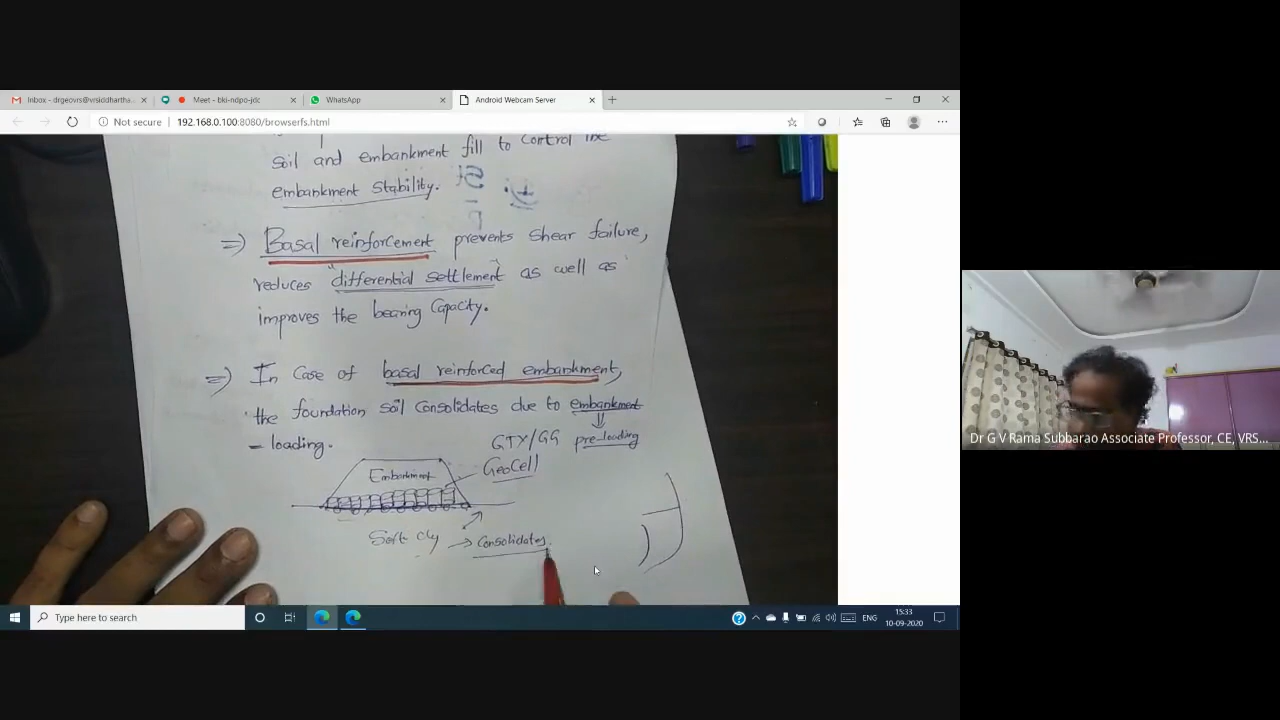 Inbox - drgeovrs@vrsiddhartha...
Meet - bki-ndpo-jdc
WhatsApp
Android Webcam Server
Not secure
192.168.0.100:8080/browserfs.html
soil and embankment fill to control the
embankment stability.
=) Basal reinforcement prevents shear failure,
reduces "differential settlement" as well as
improves the bearing capacity.
=) In case of basal reinforced embankment,
the foundation soil consolidates due to embankment
- loading.
GTX/GG pre-loading
Embankment
GeoCell
Soft clay → consolidates.
Dr G V Rama Subbarao Associate Professor, CE, VRS...
Type here to search
ENG
15:33
10-09-2020